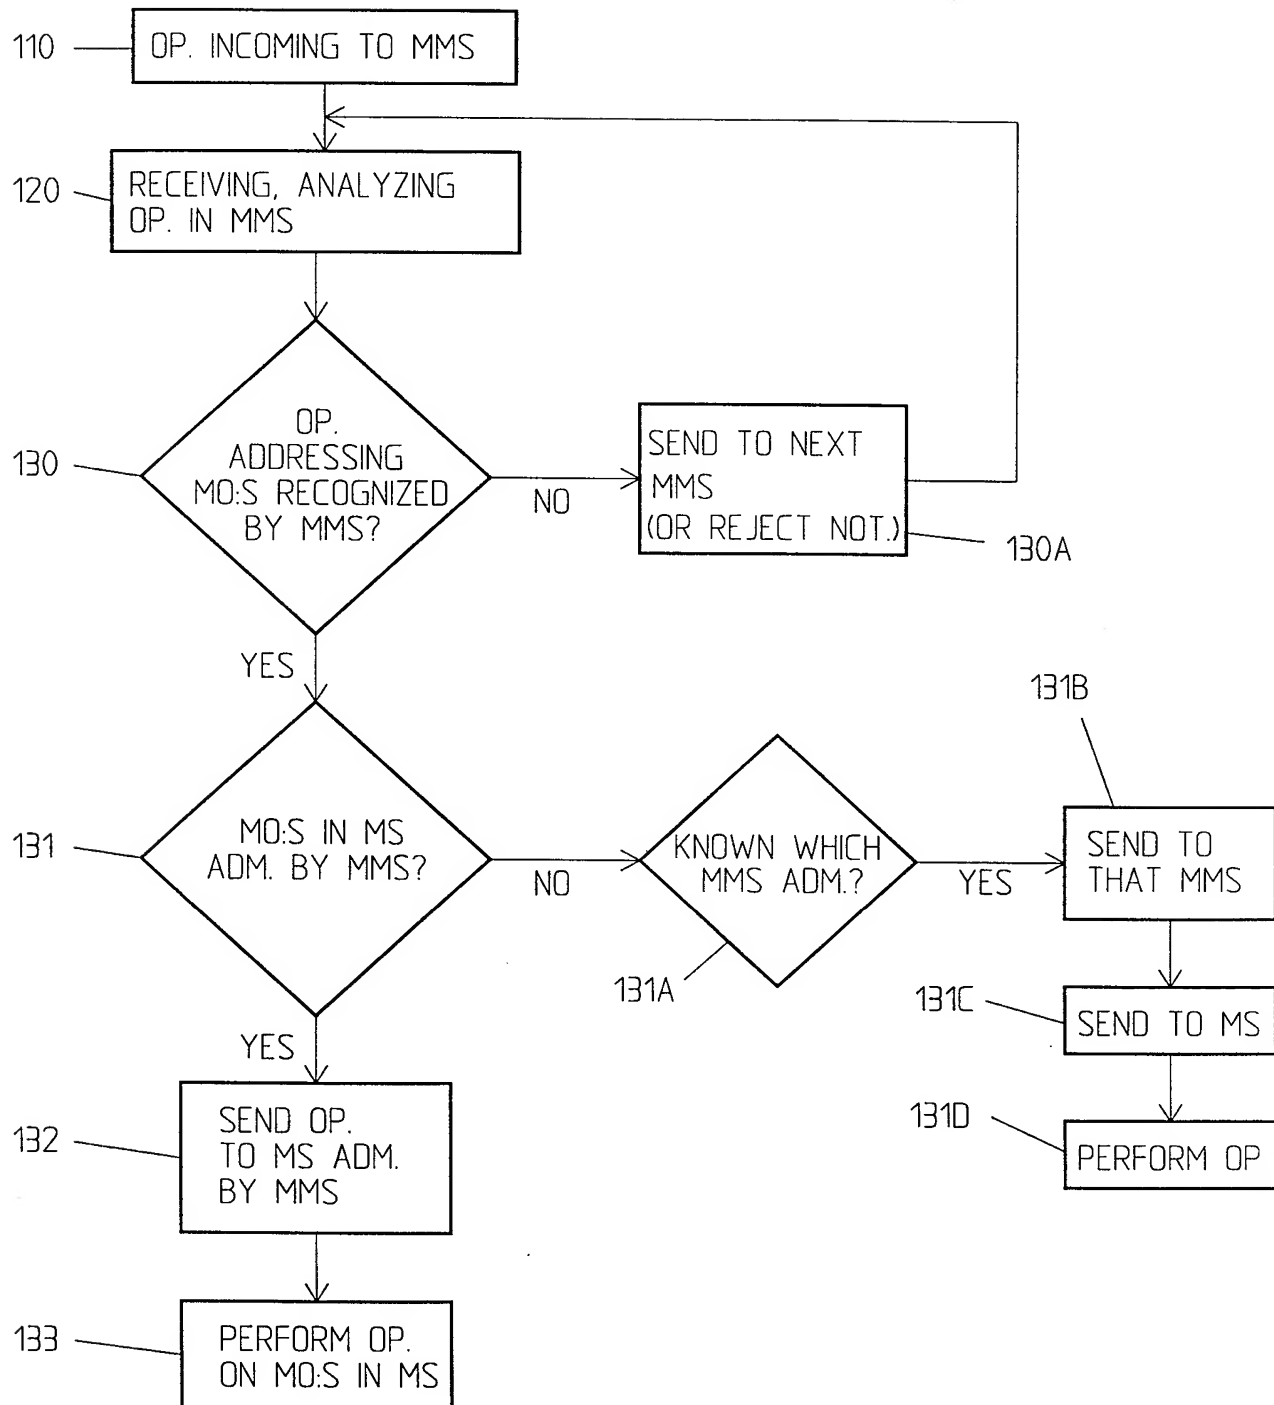 110
OP. INCOMING TO MMS
120
RECEIVING, ANALYZING
OP. IN MMS
130
OP.
ADDRESSING
MO:S RECOGNIZED
BY MMS?
NO
SEND TO NEXT
MMS
(OR REJECT NOT.)
130A
YES
131
MO:S IN MS
ADM. BY MMS?
NO
KNOWN WHICH
MMS ADM.?
131A
YES
131B
SEND TO
THAT MMS
131C
SEND TO MS
131D
PERFORM OP
YES
132
SEND OP.
TO MS ADM.
BY MMS
133
PERFORM OP.
ON MO:S IN MS